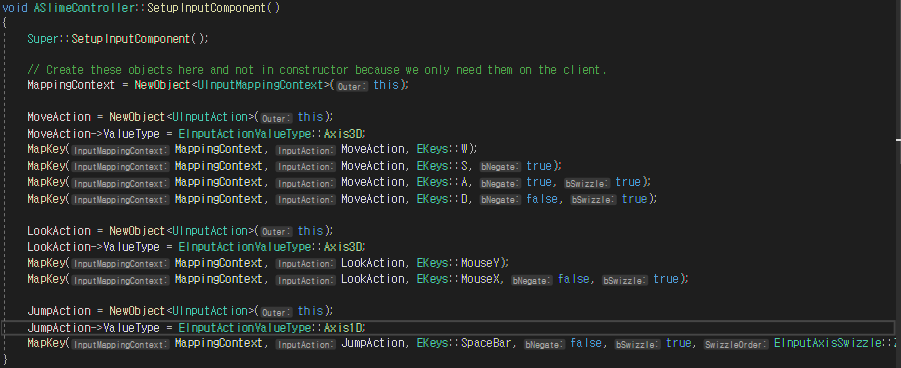 void ASlimeController::SetupInputComponent()
{
Super::SetupInputComponent();
// Create these objects here and not in constructor because we only need them on the client.
MappingContext = NewObject<UInputMappingContext>(Outer: this);
MoveAction = NewObject<UInputAction>(Outer: this);
MoveAction->ValueType = EInputActionValueType::Axis3D;
MapKey(InputMappingContext: MappingContext, InputAction: MoveAction, EKeys::W);
MapKey(InputMappingContext: MappingContext, InputAction: MoveAction, EKeys::S, bNegate: true);
MapKey(InputMappingContext: MappingContext, InputAction: MoveAction, EKeys::A, bNegate: true, bSwizzle: true);
MapKey(InputMappingContext: MappingContext, InputAction: MoveAction, EKeys::D, bNegate: false, bSwizzle: true);
LookAction = NewObject<UInputAction>(Outer: this);
LookAction->ValueType = EInputActionValueType::Axis3D;
MapKey(InputMappingContext: MappingContext, InputAction: LookAction, EKeys::MouseY);
MapKey(InputMappingContext: MappingContext, InputAction: LookAction, EKeys::MouseX, bNegate: false, bSwizzle: true);
JumpAction = NewObject<UInputAction>(Outer: this);
JumpAction->ValueType = EInputActionValueType::Axis1D;
MapKey(InputMappingContext: MappingContext, InputAction: JumpAction, EKeys::SpaceBar, bNegate: false, bSwizzle: true, SwizzleOrder: EInputAxisSwizzle::
}